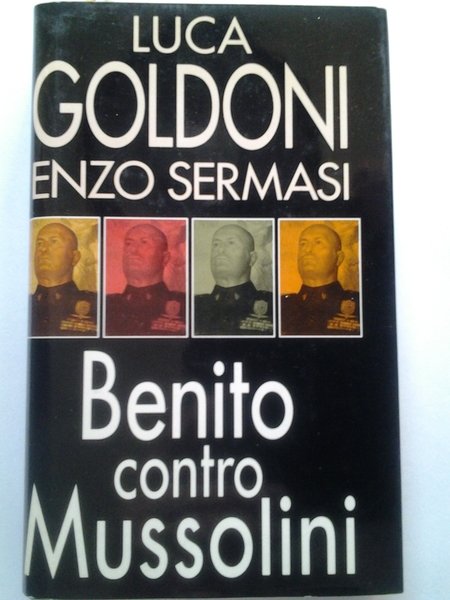 LUCA
GOLDONI
ENZO SERMASI
Benito
contro
Mussolini